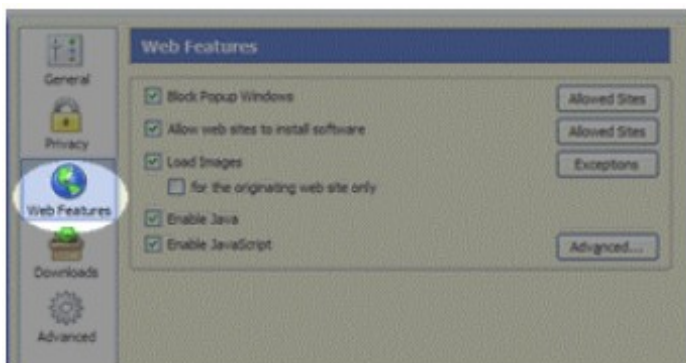 Web Features
General
Privacy
Web Features
Downloads
Advanced
Block Popup Windows
Allowed Sites
Allow web sites to install software
Allowed Sites
Load Images
Exceptions
for the originating web site only
Enable Java
Enable JavaScript
Advanced...